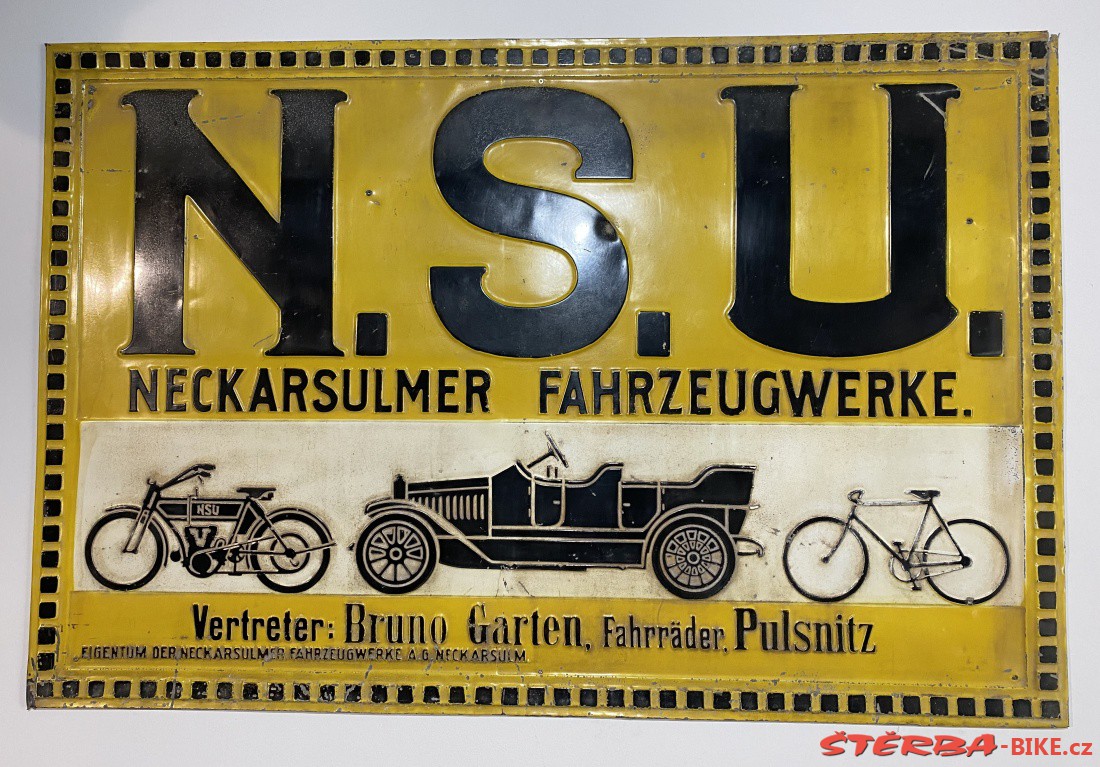 N.S.U.
NECKARSULMER FAHRZEUGWERKE.
NSU
Vertreter: Bruno Garten, Fahrräder, Pulsnitz
EIGENTUM DER NECKARSULMER FAHRZEUGWERKE A.G. NECKARSULM.
ŠTĚRBA-BIKE.cz